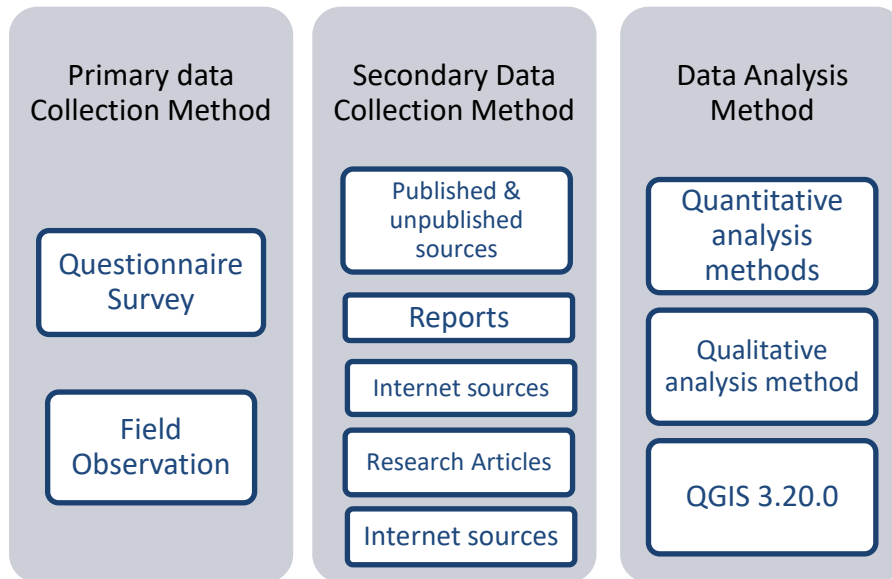 Primary data
Collection Method
Questionnaire
Survey
Field
Observation
Secondary Data
Collection Method
Published &
unpublished
sources
Reports
Internet sources
Research Articles
Internet sources
Data Analysis
Method
Quantitative
analysis
methods
Qualitative
analysis method
QGIS 3.20.0